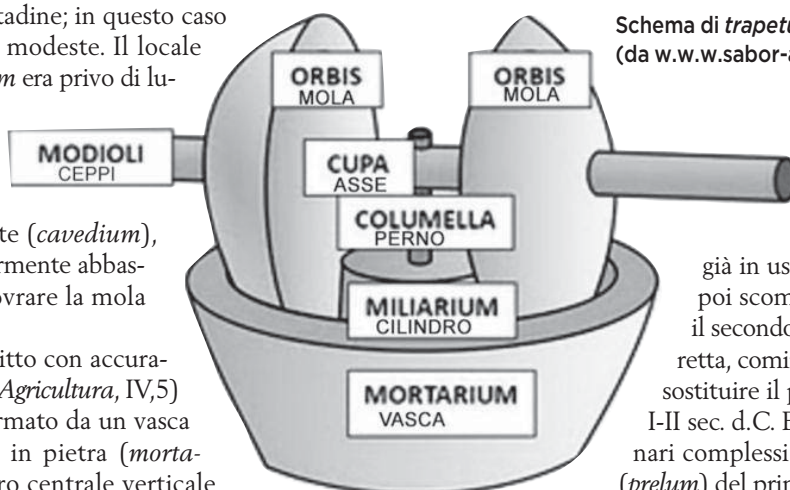 tadine; in questo caso
modeste. Il locale
m era privo di lu-
te (cavedium),
rmente abbas-
ovrare la mola
itto con accura-
Agricultura, IV,5)
rmato da un vasca
in pietra (morta-
ro centrale verticale
Schema di trapetu
(da w.w.w.sabor-a
ORBIS
MOLA
ORBIS
MOLA
MODIOLI
CEPPI
CUPA
ASSE
COLUMELLA
PERNO
MILIARIUM
CILINDRO
MORTARIUM
VASCA
già in us
poi scom
il secondo
retta, comi
sostituire il p
I-II sec. d.C. E
nari complessi
(prelum) del prin